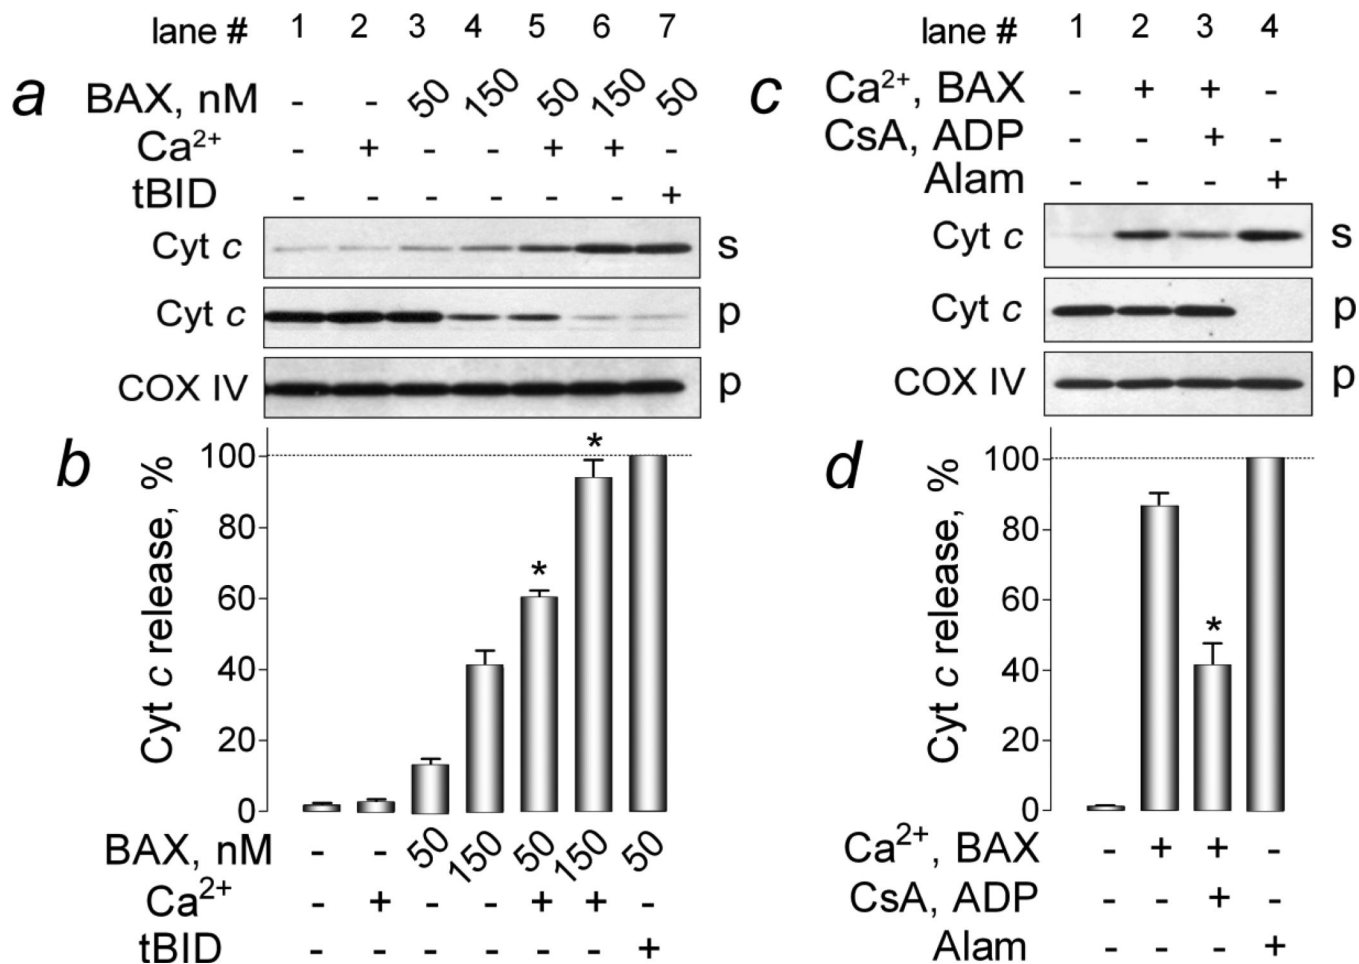 lane # 1 2 3 4 5 6 7
a BAX, nM - - 50 150 50 150 50
Ca²⁺ - + - - + + -
tBID - - - - - - +
Cyt c s
Cyt c p
COX IV p
lane # 1 2 3 4
c Ca²⁺, BAX - + + -
CsA, ADP - - + -
Alam - - - +
Cyt c s
Cyt c p
COX IV p
b
Cyt c release, %
100
80
60
40
20
0
* *
BAX, nM - - 50 150 50 150 50
Ca²⁺ - + - - + + -
tBID - - - - - - +
d
Cyt c release, %
100
80
60
40
20
0
*
Ca²⁺, BAX - + + -
CsA, ADP - - + -
Alam - - - +